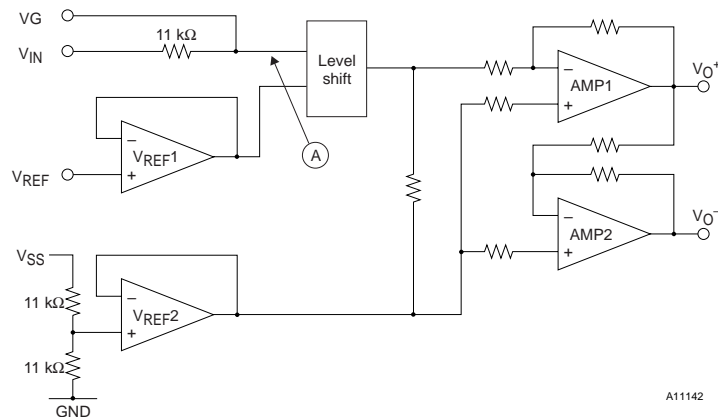 VG
VIN
11 kΩ
Level
shift
A
VREF1
−
+
VREF
VSS
11 kΩ
11 kΩ
GND
VREF2
−
+
AMP1
−
+
VO+
AMP2
−
+
VO−
A11142